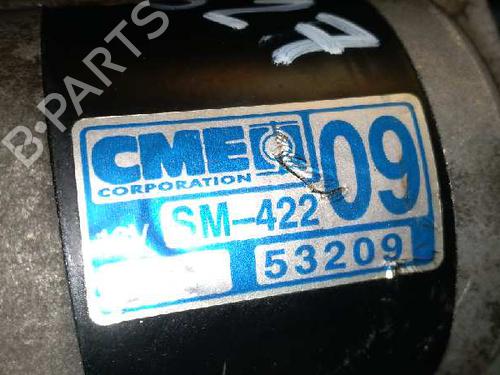 B-PARTS
CME
CORPORATION
09
12V SM-422
53209